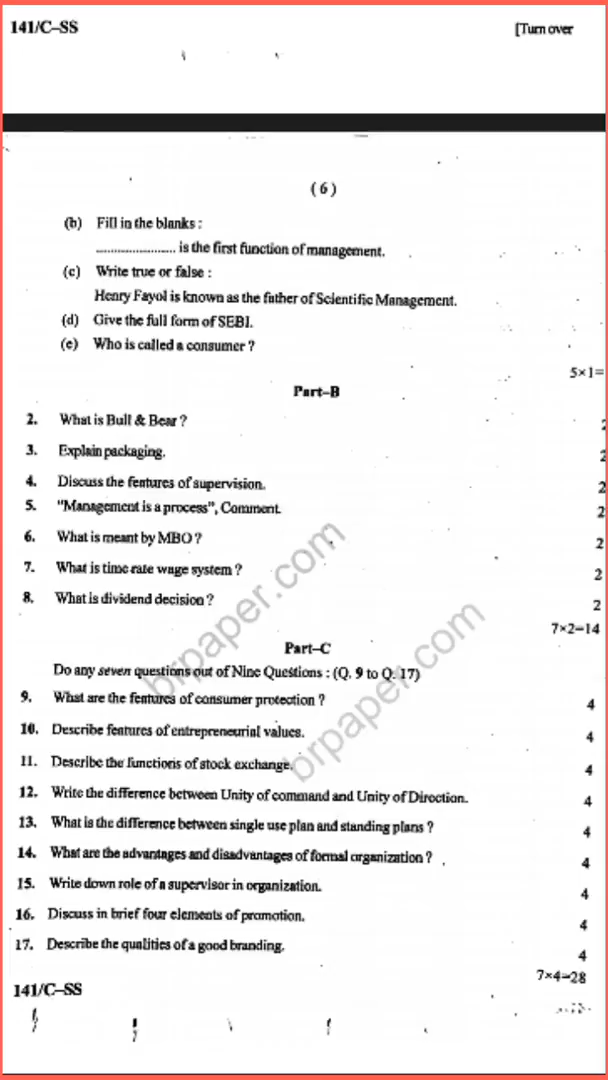 141/C–SS [Turn over
(6)
(b) Fill in the blanks :
........................ is the first function of management.
(c) Write true or false :
Henry Fayol is known as the father of Scientific Management.
(d) Give the full form of SEBI.
(e) Who is called a consumer ?
5×1=
Part–B
2. What is Bull & Bear ? 2
3. Explain packaging. 2
4. Discuss the features of supervision. 2
5. "Management is a process", Comment. 2
6. What is meant by MBO ? 2
7. What is time rate wage system ? 2
8. What is dividend decision ? 2
7×2=14
Part–C
Do any seven questions out of Nine Questions : (Q. 9 to Q. 17)
9. What are the features of consumer protection ? 4
10. Describe features of entrepreneurial values. 4
11. Describe the functions of stock exchange. 4
12. Write the difference between Unity of command and Unity of Direction. 4
13. What is the difference between single use plan and standing plans ? 4
14. What are the advantages and disadvantages of formal organization ? 4
15. Write down role of a supervisor in organization. 4
16. Discuss in brief four elements of promotion. 4
17. Describe the qualities of a good branding. 4
7×4=28
141/C–SS
brpaper.com
brpaper.com